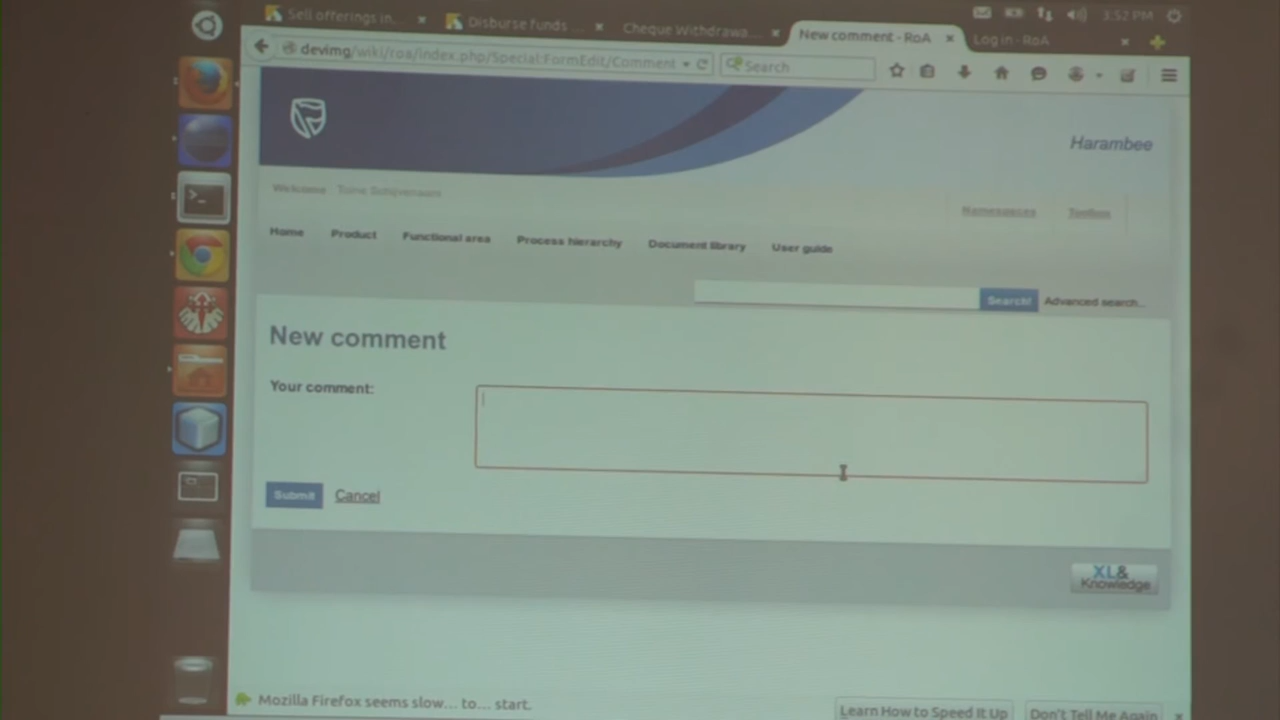 Sell offerings in...
Disburse funds ...
Cheque Withdrawa...
New comment - RoA
Log in - RoA
3:52 PM
devimg/wiki/roa/index.php/Special:FormEdit/Comment
Search
Harambee
Welcome
Namespaces
Toolbox
Home
Product
Functional area
Process hierarchy
Document library
User guide
Search!
Advanced search...
New comment
Your comment:
Submit
Cancel
XL&
Knowledge
Mozilla Firefox seems slow... to... start.
Learn How to Speed It Up
Don't Tell Me Again